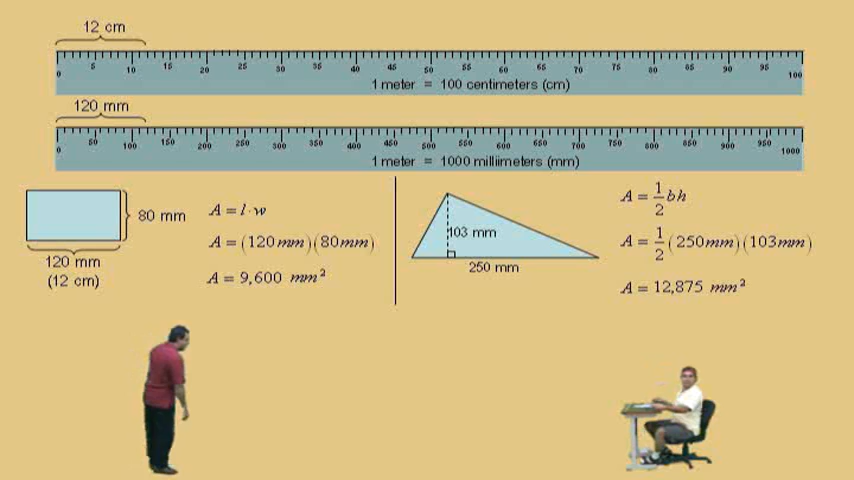 12 cm
0 5 10 15 20 25 30 35 40 45 50 55 60 65 70 75 80 85 90 95 100
1 meter = 100 centimeters (cm)
120 mm
0 50 100 150 200 250 300 350 400 450 500 550 600 650 700 750 800 850 900 950 1000
1 meter = 1000 millimeters (mm)
80 mm
120 mm
(12 cm)
A = l · w
A = (120mm)(80mm)
A = 9,600 mm²
103 mm
250 mm
A = 1/2 bh
A = 1/2 (250mm)(103mm)
A = 12,875 mm²